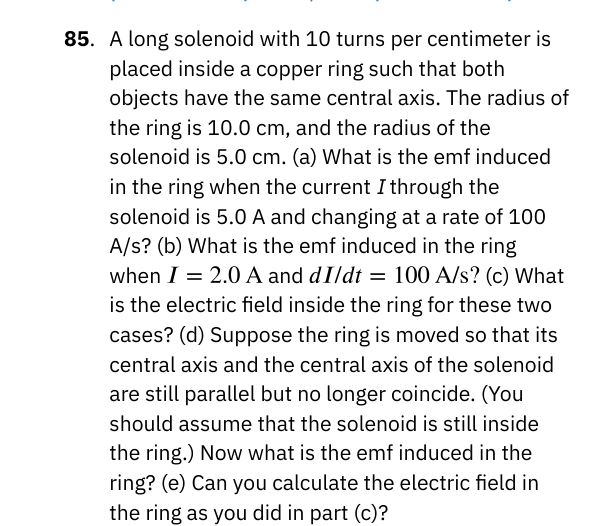 85. A long solenoid with 10 turns per centimeter is
placed inside a copper ring such that both
objects have the same central axis. The radius of
the ring is 10.0 cm, and the radius of the
solenoid is 5.0 cm. (a) What is the emf induced
in the ring when the current I through the
solenoid is 5.0 A and changing at a rate of 100
A/s? (b) What is the emf induced in the ring
when I = 2.0 A and dI/dt = 100 A/s? (c) What
is the electric field inside the ring for these two
cases? (d) Suppose the ring is moved so that its
central axis and the central axis of the solenoid
are still parallel but no longer coincide. (You
should assume that the solenoid is still inside
the ring.) Now what is the emf induced in the
ring? (e) Can you calculate the electric field in
the ring as you did in part (c)?